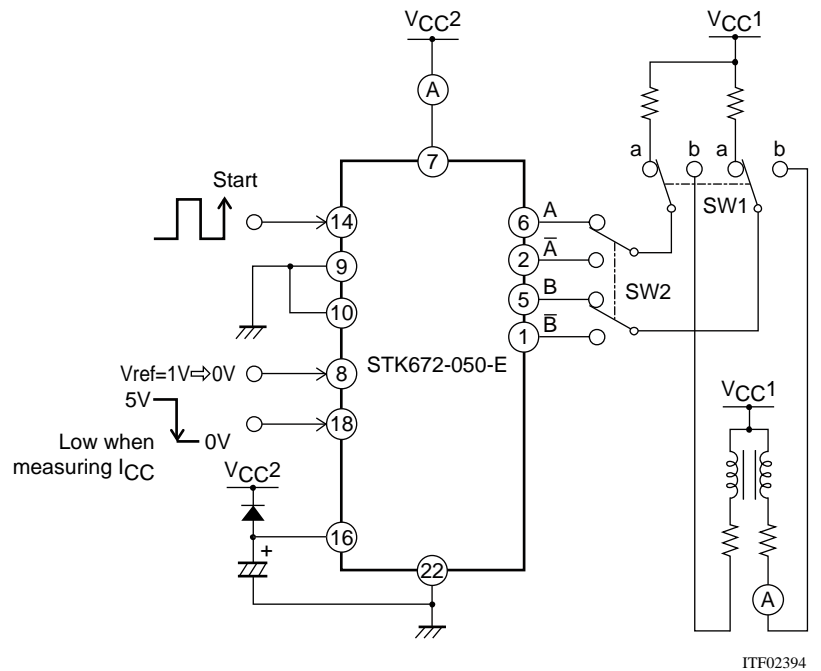 VCC2
VCC1
A
7
a
b
a
b
SW1
Start
14
6
A
9
2
A̅
SW2
5
B
10
1
B̅
STK672-050-E
Vref=1V⇨0V
8
5V
18
0V
Low when
measuring ICC
VCC2
VCC1
16
+
22
A
ITF02394